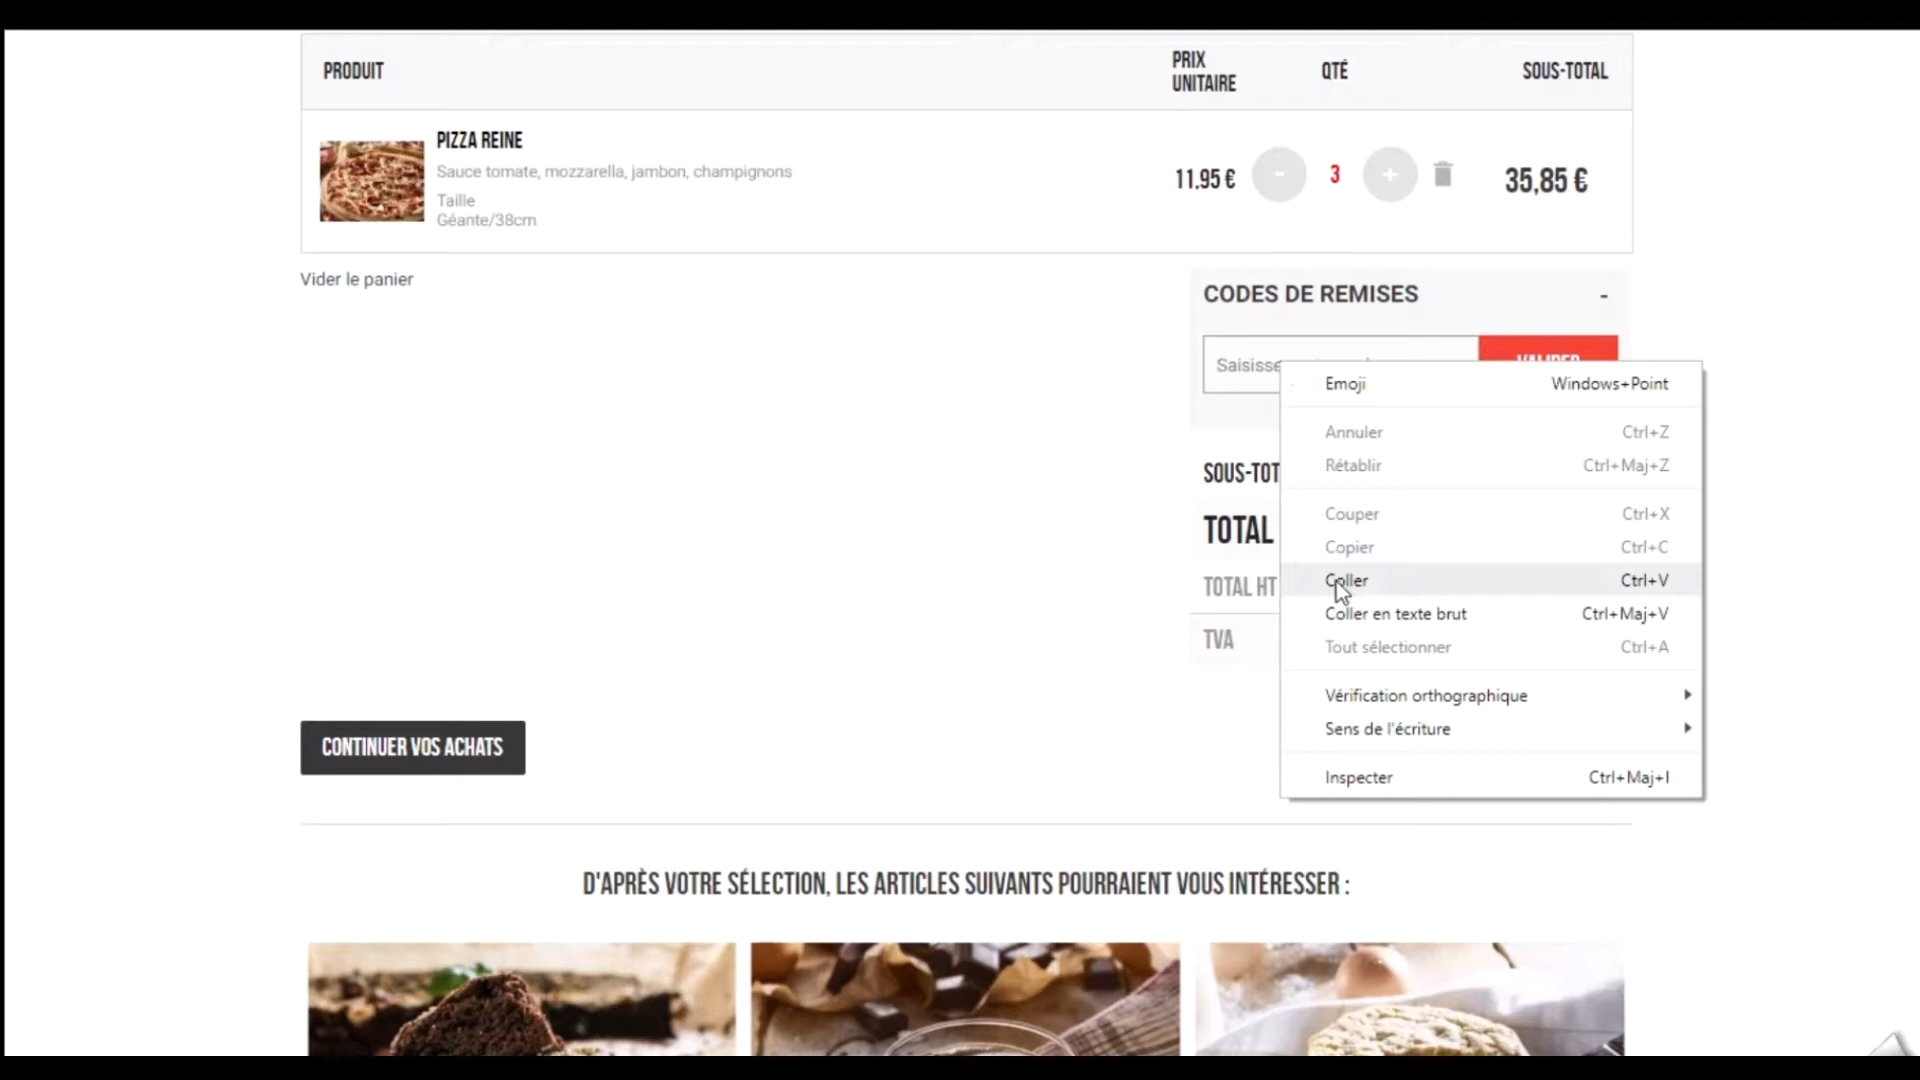 PRODUIT
PRIX
UNITAIRE
QTÉ
SOUS-TOTAL
PIZZA REINE
Sauce tomate, mozzarella, jambon, champignons
Taille
Géante/38cm
11,95 €
-
3
+
35,85 €
Vider le panier
CODES DE REMISES
-
VALIDER
Emoji Windows+Point
Annuler Ctrl+Z
Rétablir Ctrl+Maj+Z
SOUS-TOT
Couper Ctrl+X
TOTAL
Copier Ctrl+C
Coller Ctrl+V
TOTAL HT
Coller en texte brut Ctrl+Maj+V
TVA
Tout sélectionner Ctrl+A
Vérification orthographique
Sens de l'écriture
CONTINUER VOS ACHATS
Inspecter Ctrl+Maj+I
D'APRÈS VOTRE SÉLECTION, LES ARTICLES SUIVANTS POURRAIENT VOUS INTÉRESSER :